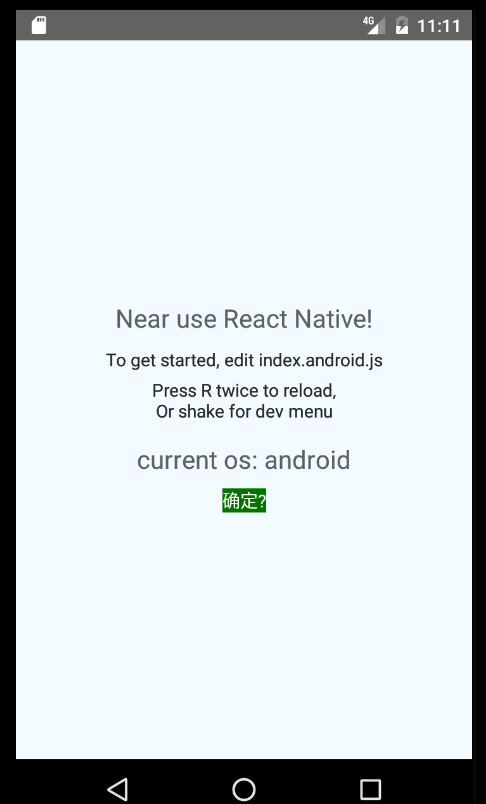 4G 11:11
Near use React Native!
To get started, edit index.android.js
Press R twice to reload,
Or shake for dev menu
current os: android
确定?